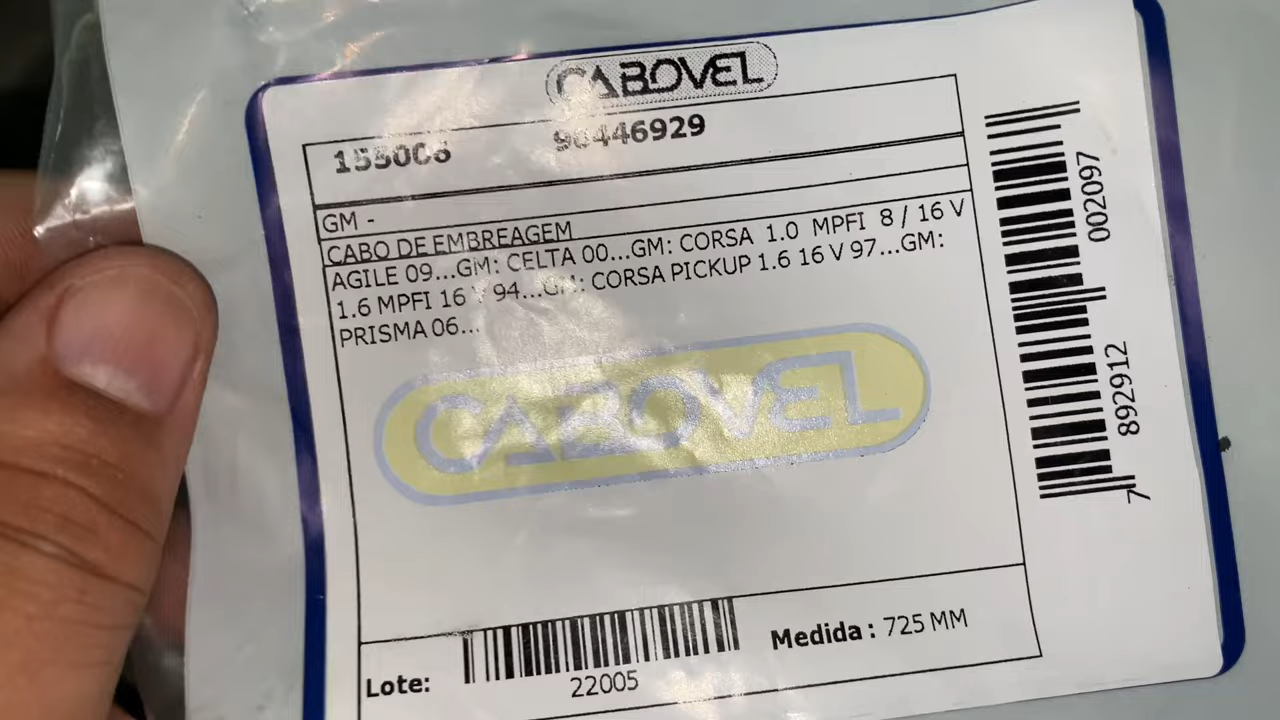 CABOVEL
155006 90446929
GM -
CABO DE EMBREAGEM
AGILE 09...GM: CELTA 00...GM: CORSA 1.0 MPFI 8 / 16 V
1.6 MPFI 16 V 94...GM: CORSA PICKUP 1.6 16 V 97...GM:
PRISMA 06...
CABOVEL
Lote:
22005
Medida : 725 MM
7 892912 002097